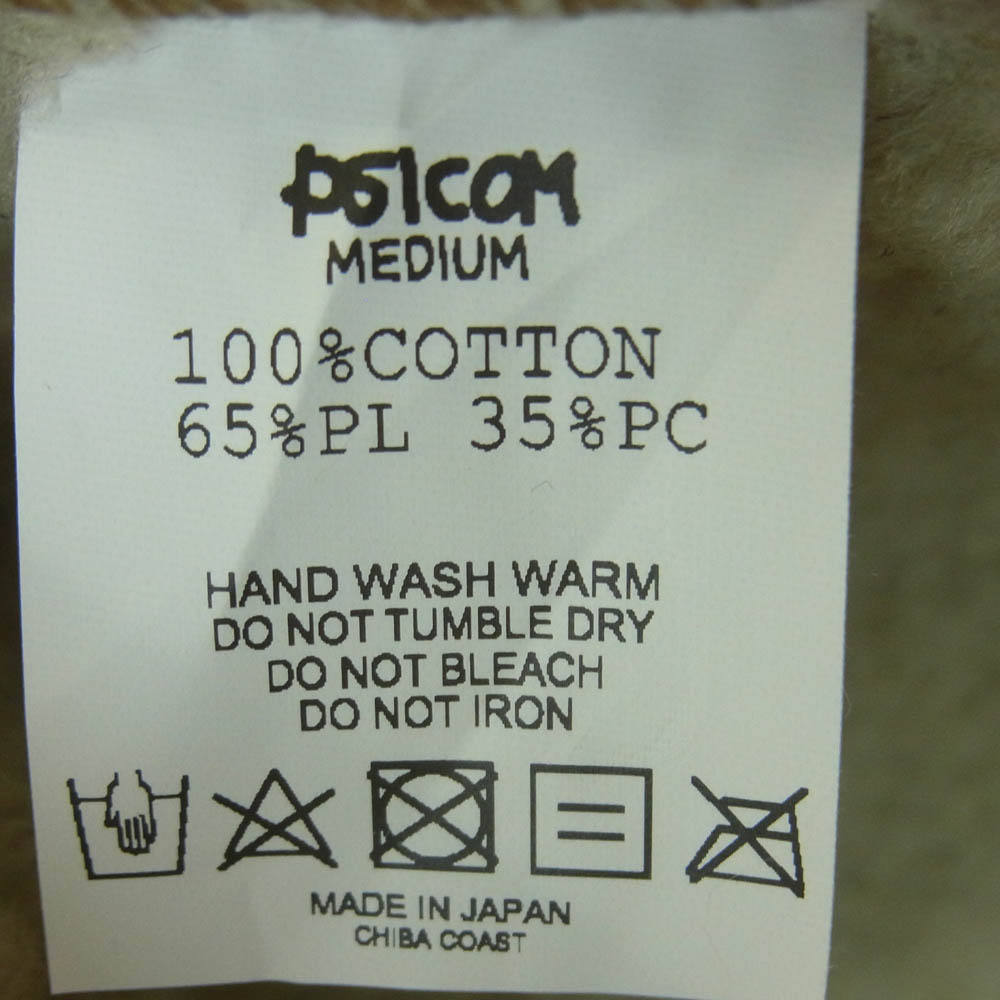 psicom
MEDIUM
100%COTTON
65%PL 35%PC
HAND WASH WARM
DO NOT TUMBLE DRY
DO NOT BLEACH
DO NOT IRON
MADE IN JAPAN
CHIBA COAST